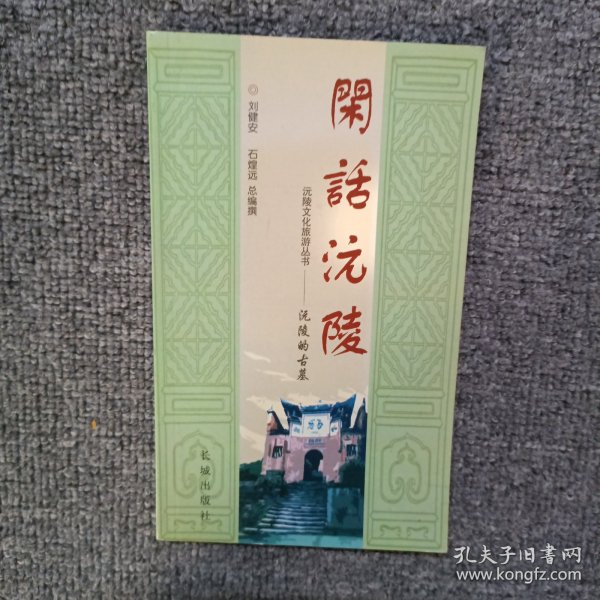 閑話沅陵
沅陵文化旅游丛书——沅陵的古墓
◎刘健安 石煌远 总编撰
长城出版社
孔夫子旧書网
www.kongfz.com